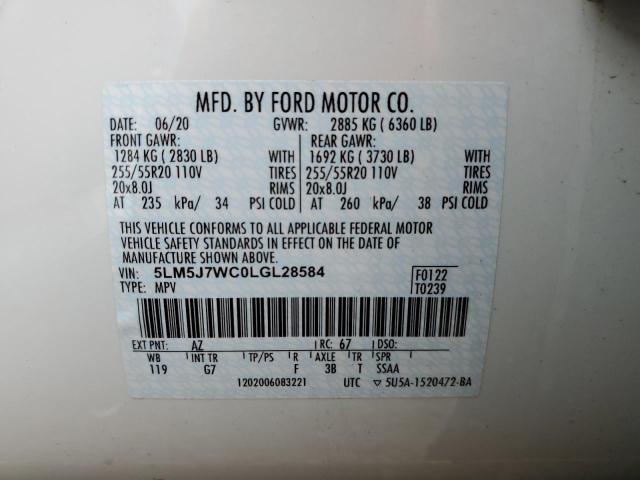 MFD. BY FORD MOTOR CO.
DATE: 06/20 GVWR: 2885 KG ( 6360 LB)
FRONT GAWR: REAR GAWR:
1284 KG ( 2830 LB) WITH 1692 KG ( 3730 LB) WITH
255/55R20 110V TIRES 255/55R20 110V TIRES
20x8.0J RIMS 20x8.0J RIMS
AT 235 kPa/ 34 PSI COLD AT 260 kPa/ 38 PSI COLD
THIS VEHICLE CONFORMS TO ALL APPLICABLE FEDERAL MOTOR
VEHICLE SAFETY STANDARDS IN EFFECT ON THE DATE OF
MANUFACTURE SHOWN ABOVE.
VIN: 5LM5J7WC0LGL28584 F0122
TYPE: MPV T0239
EXT PNT: AZ RC: 67 DSO:
WB INT TR TP/PS R AXLE TR SPR
119 G7 F 3B T SSAA
1202006083221 UTC ▽ 5U5A-1520472-BA